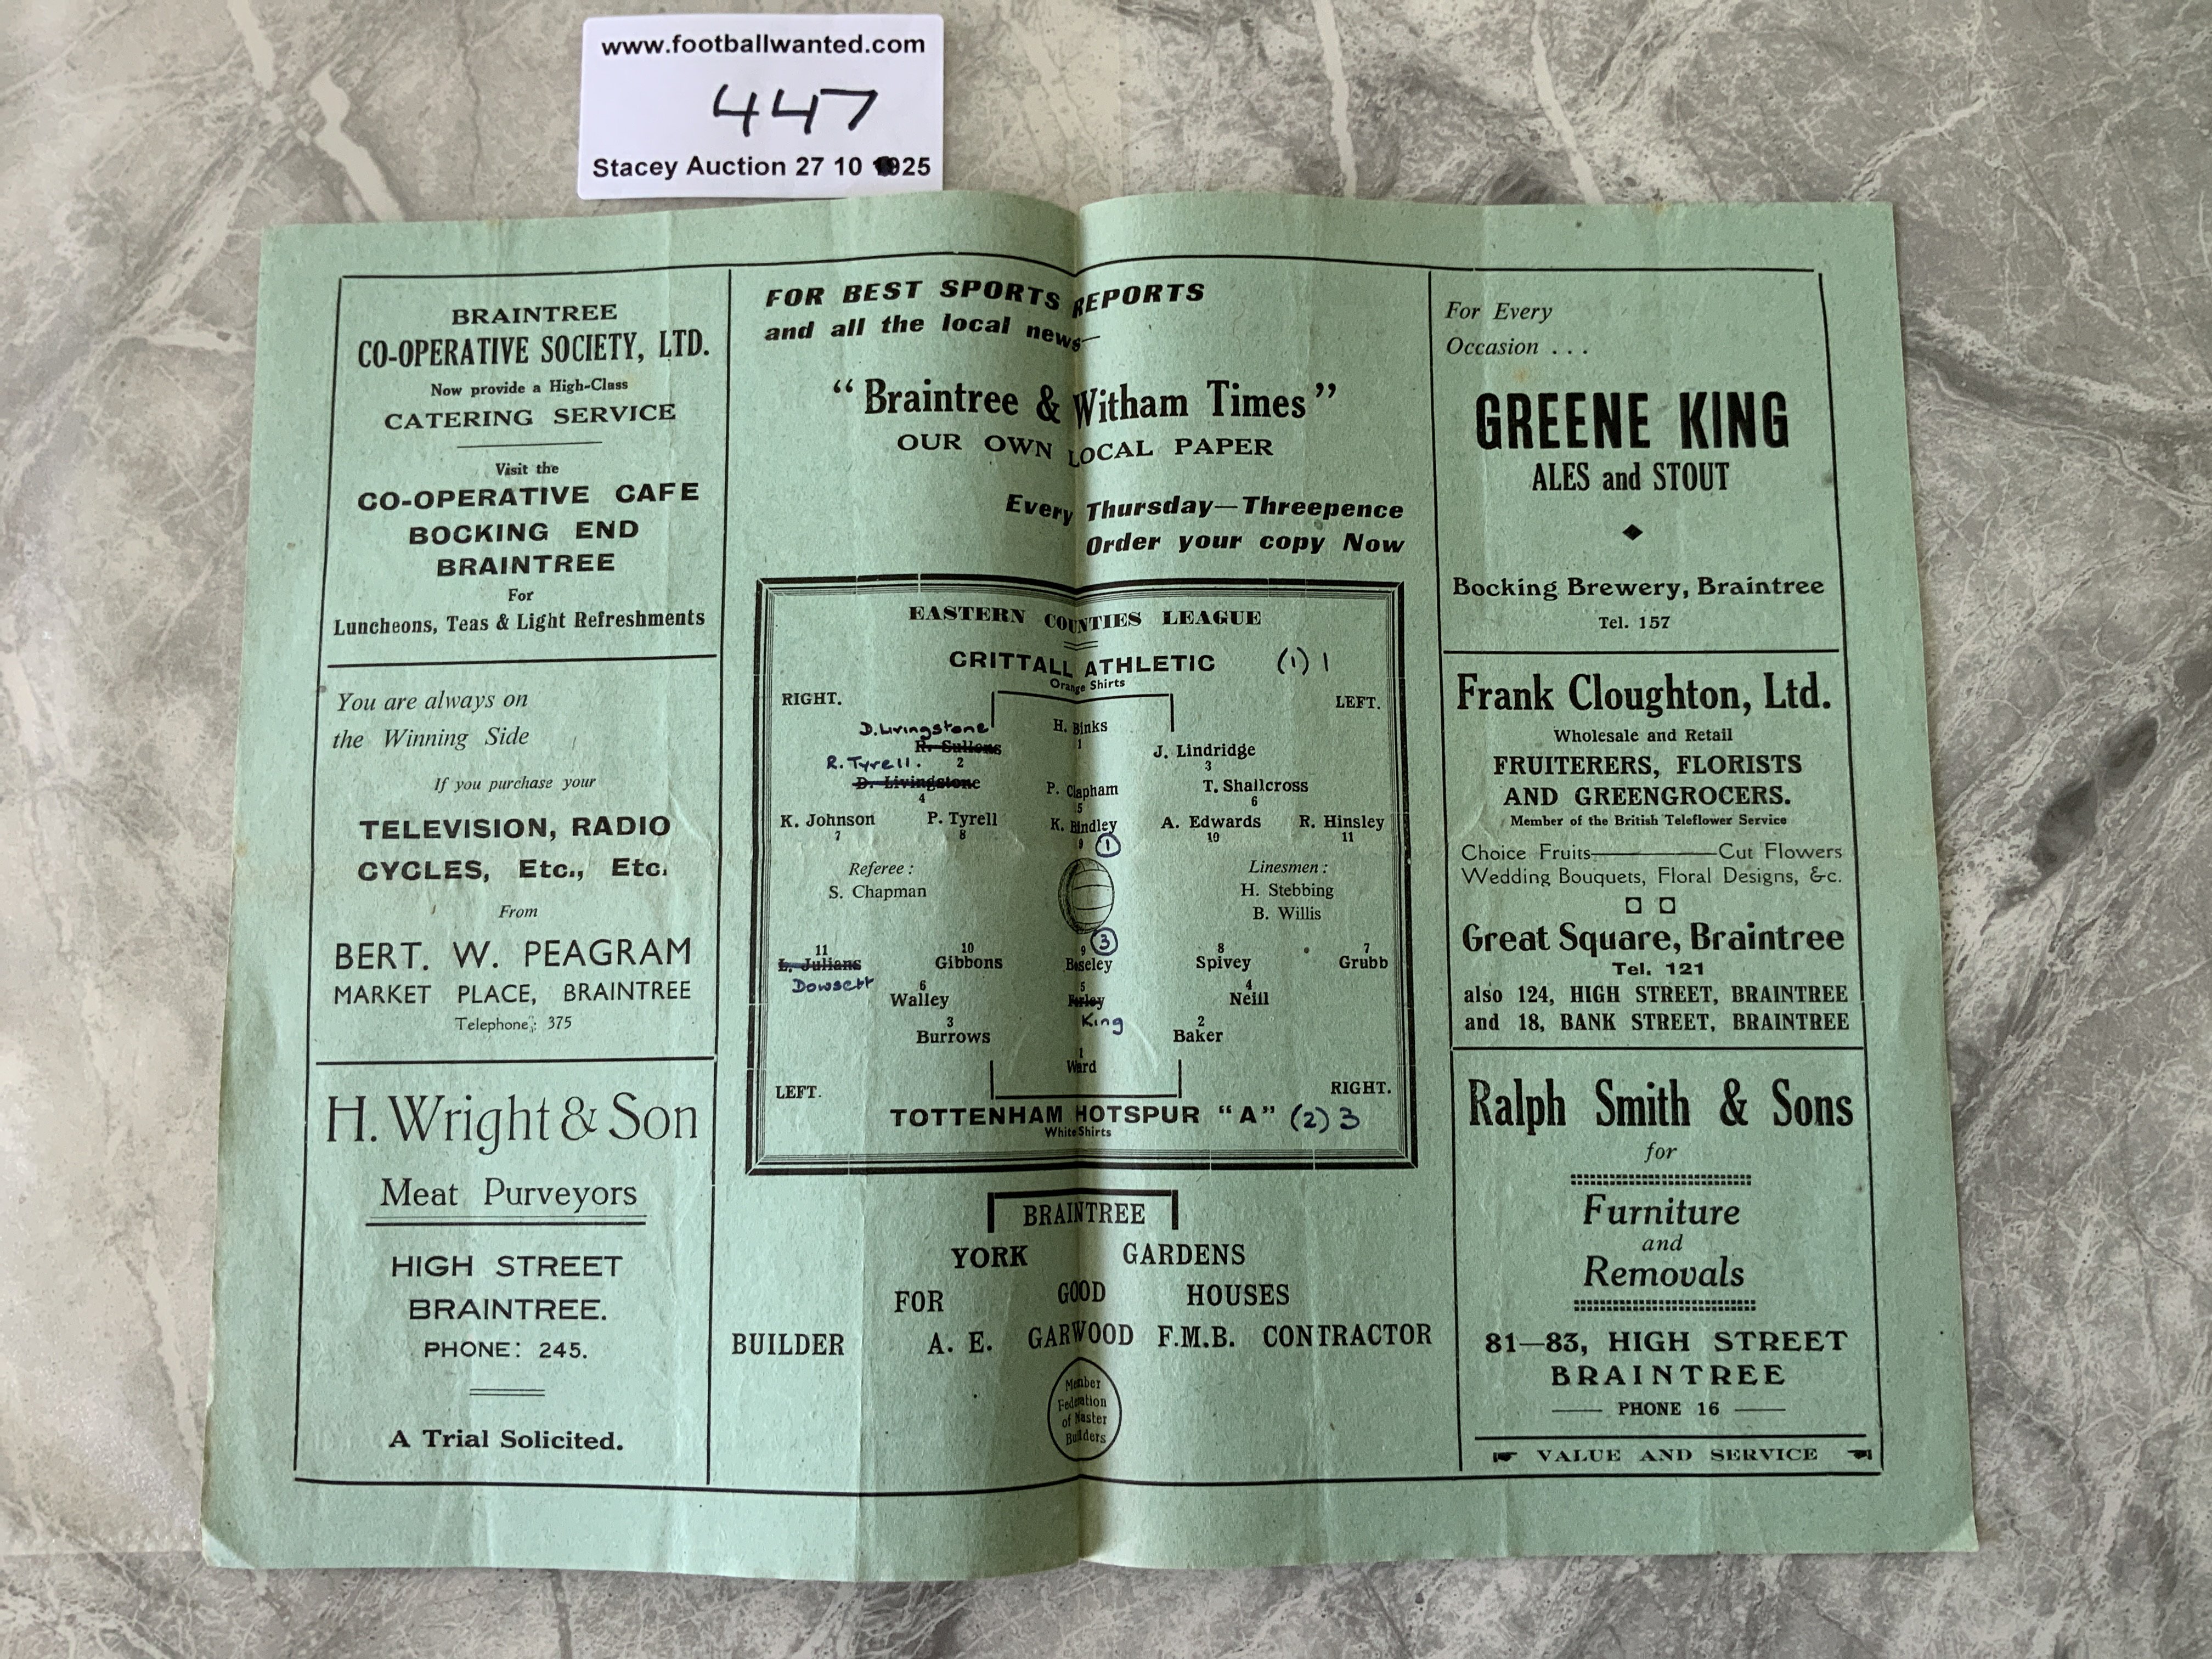 www.footballwanted.com
447
Stacey Auction 27 10 2025
BRAINTREE
CO-OPERATIVE SOCIETY, LTD.
Now provide a High-Class
CATERING SERVICE
Visit the
CO-OPERATIVE CAFE
BOCKING END
BRAINTREE
For
Luncheons, Teas & Light Refreshments
You are always on
the Winning Side
If you purchase your
TELEVISION, RADIO
CYCLES, Etc., Etc.
From
BERT. W. PEAGRAM
MARKET PLACE, BRAINTREE
Telephone: 375
H. Wright & Son
Meat Purveyors
HIGH STREET
BRAINTREE.
PHONE: 245.
A Trial Solicited.
FOR BEST SPORTS REPORTS
and all the local news—
"Braintree & Witham Times"
OUR OWN LOCAL PAPER
Every Thursday—Threepence
Order your copy Now
EASTERN COUNTIES LEAGUE
CRITTALL ATHLETIC (1) 1
Orange Shirts
RIGHT. LEFT.
D. Livingstone H. Binks
R. Sullens 1 J. Lindridge
R. Tyrell. 2 3
D. Livingstone P. Clapham T. Shallcross
4 5 6
K. Johnson P. Tyrell K. Bindley A. Edwards R. Hinsley
7 8 9 (1) 10 11
Referee: Linesmen:
S. Chapman H. Stebbing
B. Willis
11 10 9 (3) 8 7
L. Julians Gibbons Baseley Spivey Grubb
Dowsett
6 5 4
Walley Farley Neill
King
3 2
Burrows Baker
1
Ward
LEFT. RIGHT.
TOTTENHAM HOTSPUR "A" (2) 3
White Shirts
BRAINTREE
YORK GARDENS
FOR GOOD HOUSES
BUILDER A. E. GARWOOD F.M.B. CONTRACTOR
Member
Federation
of Master
Builders
For Every
Occasion . . .
GREENE KING
ALES and STOUT
Bocking Brewery, Braintree
Tel. 157
Frank Cloughton, Ltd.
Wholesale and Retail
FRUITERERS, FLORISTS
AND GREENGROCERS.
Member of the British Teleflower Service
Choice Fruits———Cut Flowers
Wedding Bouquets, Floral Designs, &c.
Great Square, Braintree
Tel. 121
also 124, HIGH STREET, BRAINTREE
and 18, BANK STREET, BRAINTREE
Ralph Smith & Sons
for
Furniture
and
Removals
81—83, HIGH STREET
BRAINTREE
PHONE 16
VALUE AND SERVICE